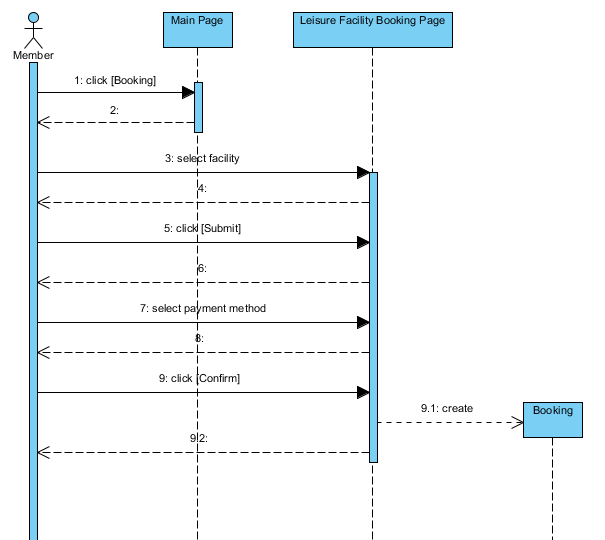 Main Page
Leisure Facility Booking Page
Member
1: click [Booking]
2:
3: select facility
4:
5: click [Submit]
6:
7: select payment method
8:
9: click [Confirm]
9.1: create
Booking
9.2: